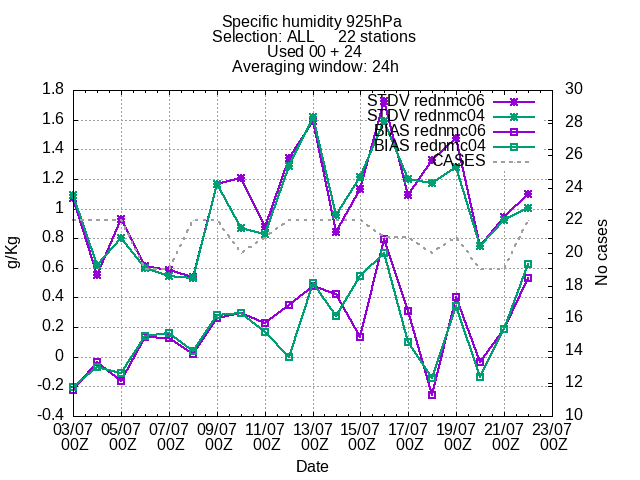 Specific humidity 925hPa
Selection: ALL 22 stations
Used 00 + 24
Averaging window: 24h
STDV rednmc06
STDV rednmc04
BIAS rednmc06
BIAS rednmc04
CASES
1.8
1.6
1.4
1.2
1
0.8
0.6
0.4
0.2
0
-0.2
-0.4
g/Kg
30
28
26
24
22
20
18
16
14
12
10
No cases
03/07 05/07 07/07 09/07 11/07 13/07 15/07 17/07 19/07 21/07 23/07
00Z 00Z 00Z 00Z 00Z 00Z 00Z 00Z 00Z 00Z 00Z
Date